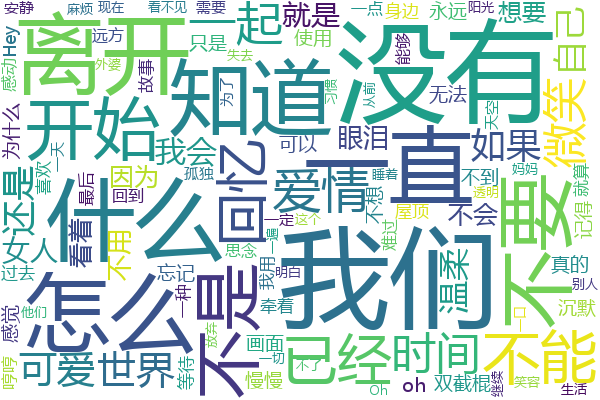 安静
麻烦
现在
看不见
需要
一点
身边
永远
阳光
想要
感动
Hey
远方
只是
一起
就是
使用
能够
自己
离开
外婆
故事
失去
没有
为什么
开始
知道
为了
习惯
从前
无法
天空
微笑
喜欢
一天
我会
可以
眼泪
一直
如果
还是
最后
因为
回到
孤独
回忆
爱情
睡着
不到
透明
妈妈
就算
什么
不想
不会
不要
记得
女人
看着
不用
一定
这个
屋顶
难过
过去
忘记
思念
一遍
我们
温柔
真的
感觉
他们
怎么
一种
不是
我用
明白
牵着
别人
沉默
一口
哼哼
可爱
世界
等待
放弃
画面
一切
慢慢
已经
不了
时间
不能
Oh
oh
双截棍
继续
笑容
生活